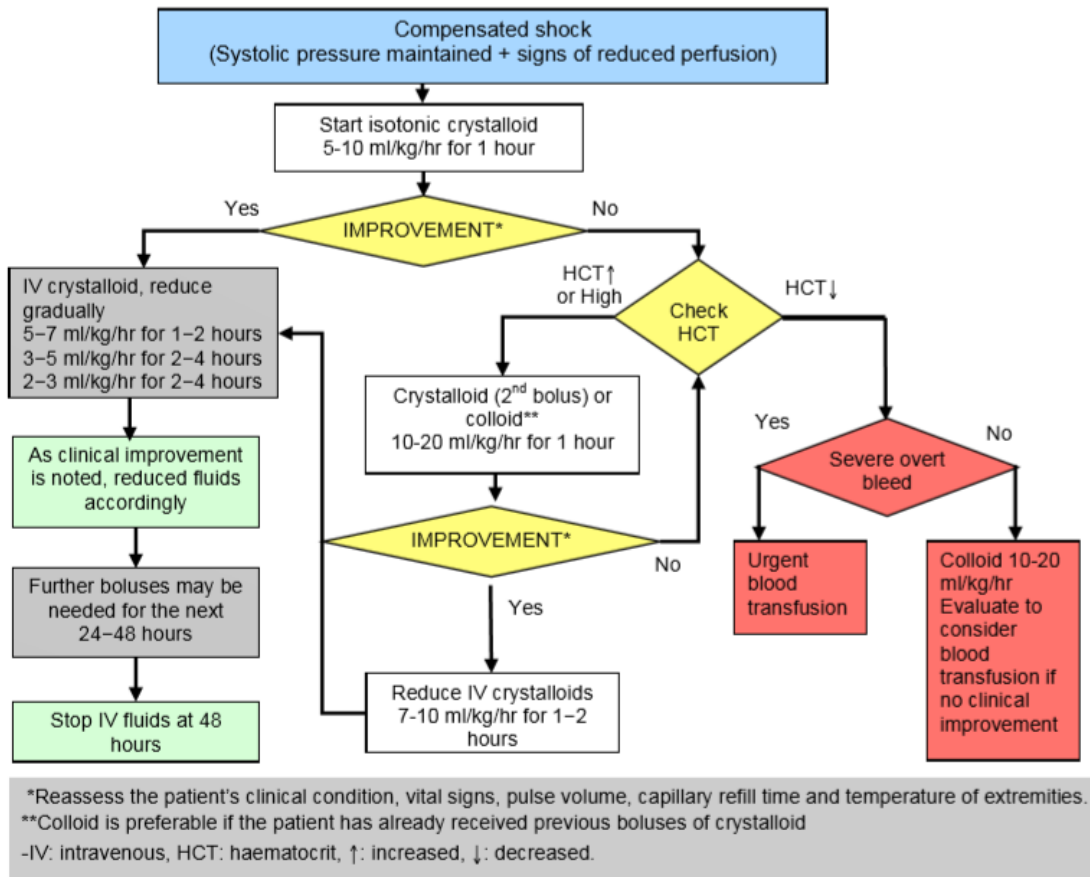 Compensated shock
(Systolic pressure maintained + signs of reduced perfusion)
Start isotonic crystalloid
5-10 ml/kg/hr for 1 hour
Yes
IMPROVEMENT*
No
IV crystalloid, reduce
gradually
5–7 ml/kg/hr for 1–2 hours
3–5 ml/kg/hr for 2–4 hours
2–3 ml/kg/hr for 2–4 hours
HCT↑
or High
Check
HCT
HCT↓
Crystalloid (2nd bolus) or
colloid**
10-20 ml/kg/hr for 1 hour
Yes
Severe overt
bleed
No
As clinical improvement
is noted, reduced fluids
accordingly
IMPROVEMENT*
No
Yes
Urgent
blood
transfusion
Colloid 10-20
ml/kg/hr
Evaluate to
consider
blood
transfusion if
no clinical
improvement
Further boluses may be
needed for the next
24–48 hours
Reduce IV crystalloids
7-10 ml/kg/hr for 1–2
hours
Stop IV fluids at 48
hours
*Reassess the patient's clinical condition, vital signs, pulse volume, capillary refill time and temperature of extremities.
**Colloid is preferable if the patient has already received previous boluses of crystalloid
-IV: intravenous, HCT: haematocrit, ↑: increased, ↓: decreased.